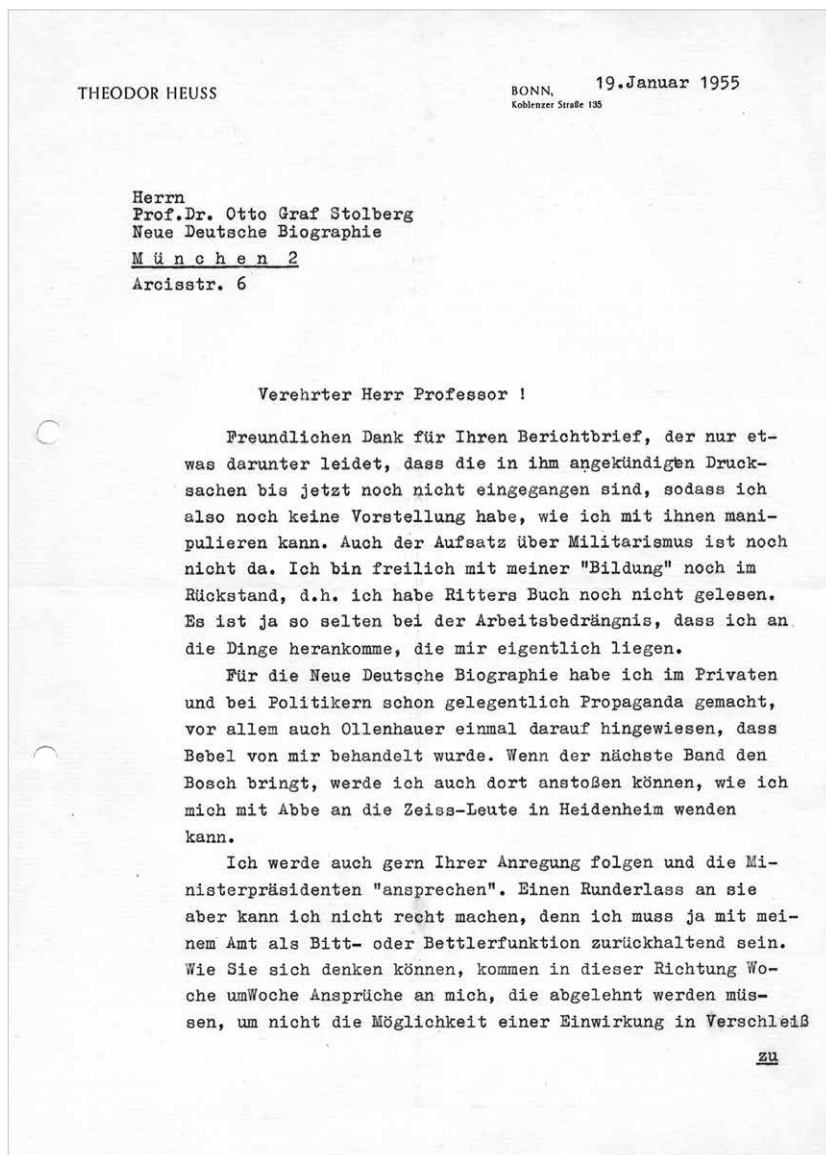 THEODOR HEUSS
BONN, 19.Januar 1955
Koblenzer Straße 135
Herrn
Prof.Dr. Otto Graf Stolberg
Neue Deutsche Biographie
M ü n c h e n 2
Arcisstr. 6
Verehrter Herr Professor !
Freundlichen Dank für Ihren Berichtbrief, der nur et-
was darunter leidet, dass die in ihm angekündigten Druck-
sachen bis jetzt noch nicht eingegangen sind, sodass ich
also noch keine Vorstellung habe, wie ich mit ihnen mani-
pulieren kann. Auch der Aufsatz über Militarismus ist noch
nicht da. Ich bin freilich mit meiner "Bildung" noch im
Rückstand, d.h. ich habe Ritters Buch noch nicht gelesen.
Es ist ja so selten bei der Arbeitsbedrängnis, dass ich an
die Dinge herankomme, die mir eigentlich liegen.
Für die Neue Deutsche Biographie habe ich im Privaten
und bei Politikern schon gelegentlich Propaganda gemacht,
vor allem auch Ollenhauer einmal darauf hingewiesen, dass
Bebel von mir behandelt wurde. Wenn der nächste Band den
Bosch bringt, werde ich auch dort anstoßen können, wie ich
mich mit Abbe an die Zeiss-Leute in Heidenheim wenden
kann.
Ich werde auch gern Ihrer Anregung folgen und die Mi-
nisterpräsidenten "ansprechen". Einen Runderlass an sie
aber kann ich nicht recht machen, denn ich muss ja mit mei-
nem Amt als Bitt- oder Bettlerfunktion zurückhaltend sein.
Wie Sie sich denken können, kommen in dieser Richtung Wo-
che umWoche Ansprüche an mich, die abgelehnt werden müs-
sen, um nicht die Möglichkeit einer Einwirkung in Verschleiß
zu